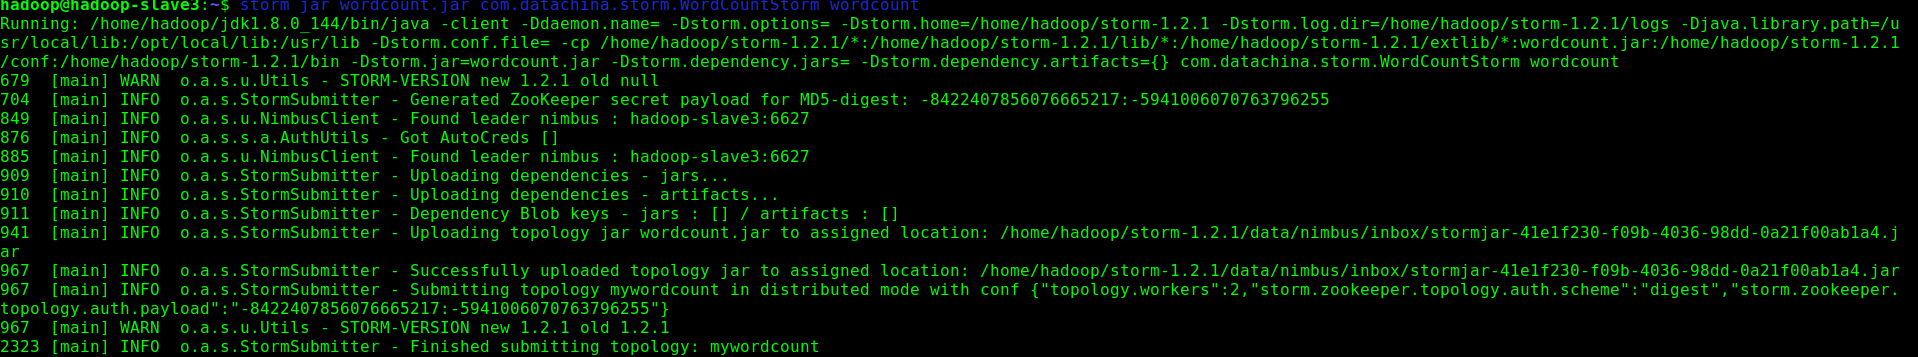 hadoop@hadoop-slave3:~$ storm jar wordcount.jar com.datachina.storm.WordCountStorm wordcount
Running: /home/hadoop/jdk1.8.0_144/bin/java -client -Ddaemon.name= -Dstorm.options= -Dstorm.home=/home/hadoop/storm-1.2.1 -Dstorm.log.dir=/home/hadoop/storm-1.2.1/logs -Djava.library.path=/u
sr/local/lib:/opt/local/lib:/usr/lib -Dstorm.conf.file= -cp /home/hadoop/storm-1.2.1/*:/home/hadoop/storm-1.2.1/lib/*:/home/hadoop/storm-1.2.1/extlib/*:wordcount.jar:/home/hadoop/storm-1.2.1
/conf:/home/hadoop/storm-1.2.1/bin -Dstorm.jar=wordcount.jar -Dstorm.dependency.jars= -Dstorm.dependency.artifacts={} com.datachina.storm.WordCountStorm wordcount
679  [main] WARN  o.a.s.u.Utils - STORM-VERSION new 1.2.1 old null
704  [main] INFO  o.a.s.StormSubmitter - Generated ZooKeeper secret payload for MD5-digest: -8422407856076665217:-5941006070763796255
849  [main] INFO  o.a.s.u.NimbusClient - Found leader nimbus : hadoop-slave3:6627
876  [main] INFO  o.a.s.s.a.AuthUtils - Got AutoCreds []
885  [main] INFO  o.a.s.u.NimbusClient - Found leader nimbus : hadoop-slave3:6627
909  [main] INFO  o.a.s.StormSubmitter - Uploading dependencies - jars...
910  [main] INFO  o.a.s.StormSubmitter - Uploading dependencies - artifacts...
911  [main] INFO  o.a.s.StormSubmitter - Dependency Blob keys - jars : [] / artifacts : []
941  [main] INFO  o.a.s.StormSubmitter - Uploading topology jar wordcount.jar to assigned location: /home/hadoop/storm-1.2.1/data/nimbus/inbox/stormjar-41e1f230-f09b-4036-98dd-0a21f00ab1a4.j
ar
967  [main] INFO  o.a.s.StormSubmitter - Successfully uploaded topology jar to assigned location: /home/hadoop/storm-1.2.1/data/nimbus/inbox/stormjar-41e1f230-f09b-4036-98dd-0a21f00ab1a4.jar
967  [main] INFO  o.a.s.StormSubmitter - Submitting topology mywordcount in distributed mode with conf {"topology.workers":2,"storm.zookeeper.topology.auth.scheme":"digest","storm.zookeeper.
topology.auth.payload":"-8422407856076665217:-5941006070763796255"}
967  [main] WARN  o.a.s.u.Utils - STORM-VERSION new 1.2.1 old 1.2.1
2323 [main] INFO  o.a.s.StormSubmitter - Finished submitting topology: mywordcount